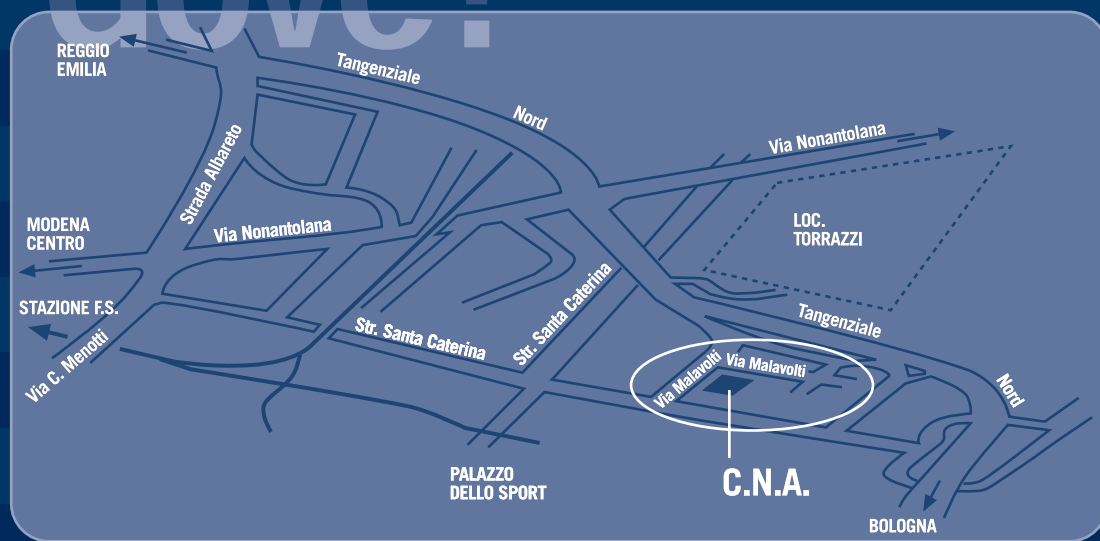 dove?
REGGIO
EMILIA
Tangenziale
Nord
Via Nonantolana
Strada Albareto
LOC.
TORRAZZI
MODENA
CENTRO
Via Nonantolana
STAZIONE F.S.
Via C. Menotti
Str. Santa Caterina
Str. Santa Caterina
Tangenziale
Via Malavolti
Via Malavolti
Nord
PALAZZO
DELLO SPORT
C.N.A.
BOLOGNA